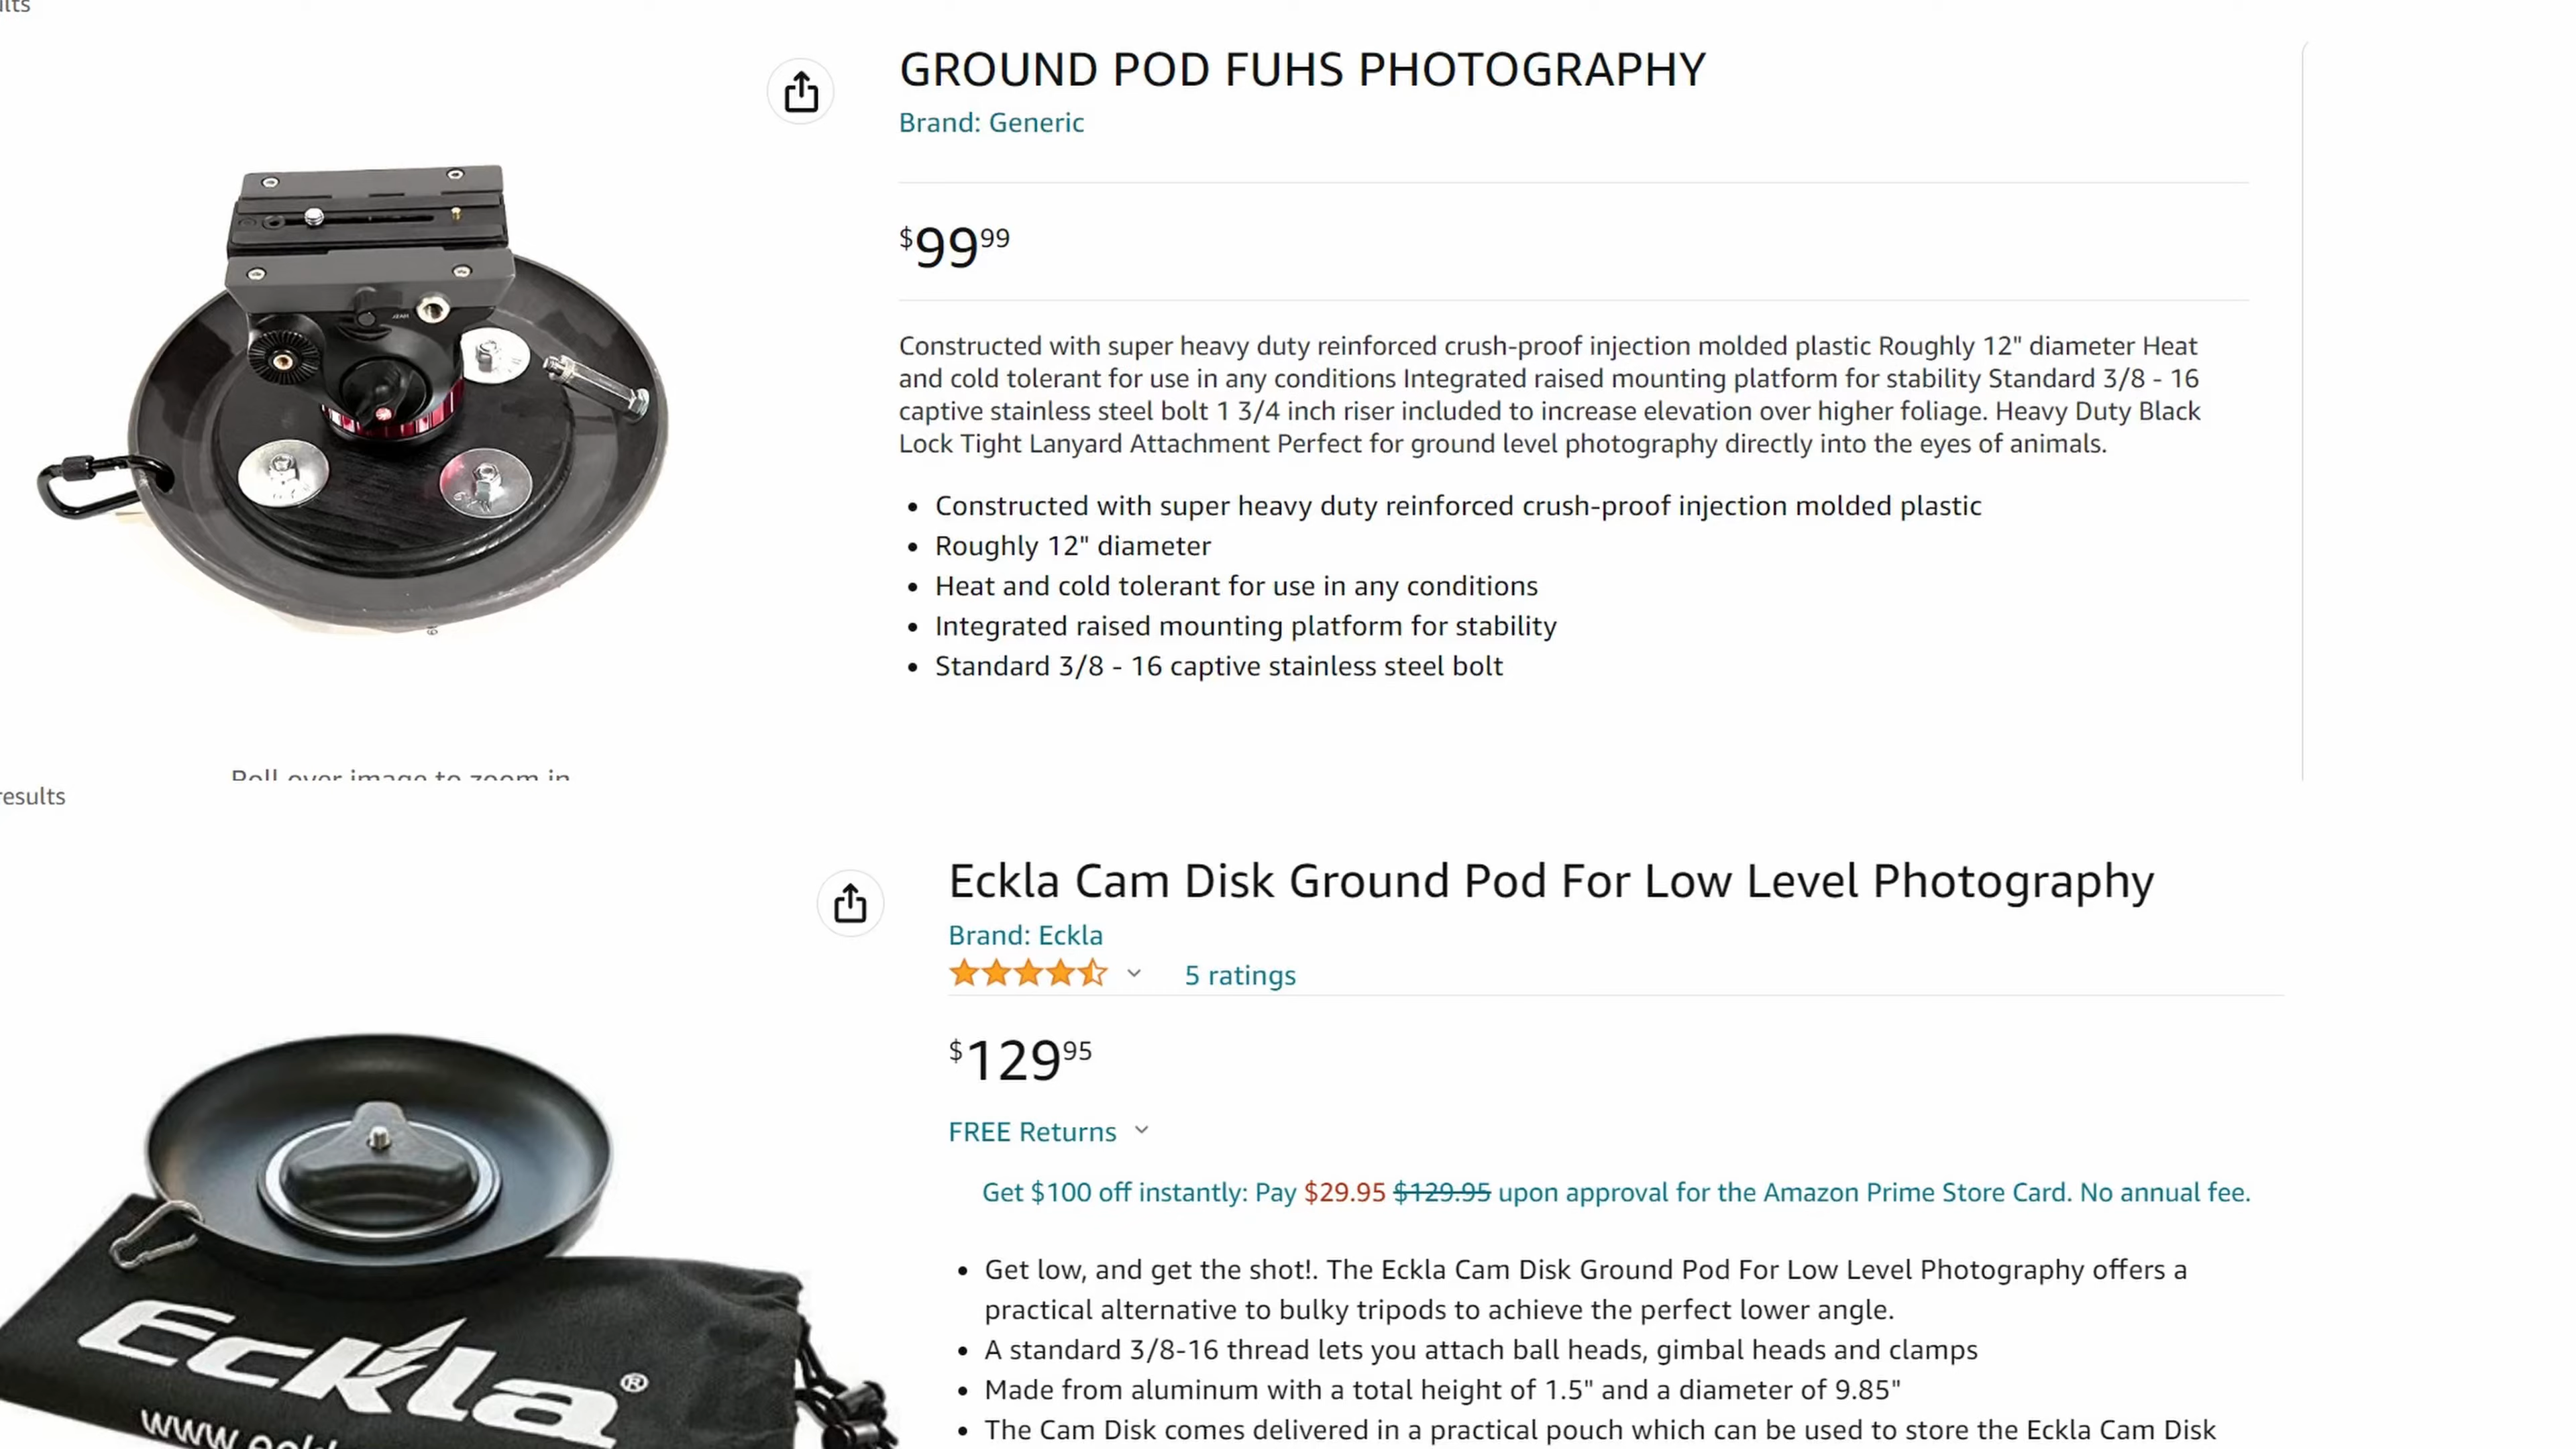 ults
GROUND POD FUHS PHOTOGRAPHY
Brand: Generic
$99 99
Constructed with super heavy duty reinforced crush-proof injection molded plastic Roughly 12" diameter Heat
and cold tolerant for use in any conditions Integrated raised mounting platform for stability Standard 3/8 - 16
captive stainless steel bolt 1 3/4 inch riser included to increase elevation over higher foliage. Heavy Duty Black
Lock Tight Lanyard Attachment Perfect for ground level photography directly into the eyes of animals.
• Constructed with super heavy duty reinforced crush-proof injection molded plastic
• Roughly 12" diameter
• Heat and cold tolerant for use in any conditions
• Integrated raised mounting platform for stability
• Standard 3/8 - 16 captive stainless steel bolt
Roll over image to zoom in
results
Eckla Cam Disk Ground Pod For Low Level Photography
Brand: Eckla
5 ratings
$129 95
FREE Returns
Get $100 off instantly: Pay $29.95 $129.95 upon approval for the Amazon Prime Store Card. No annual fee.
• Get low, and get the shot!. The Eckla Cam Disk Ground Pod For Low Level Photography offers a
practical alternative to bulky tripods to achieve the perfect lower angle.
• A standard 3/8-16 thread lets you attach ball heads, gimbal heads and clamps
• Made from aluminum with a total height of 1.5" and a diameter of 9.85"
• The Cam Disk comes delivered in a practical pouch which can be used to store the Eckla Cam Disk
Eckla®